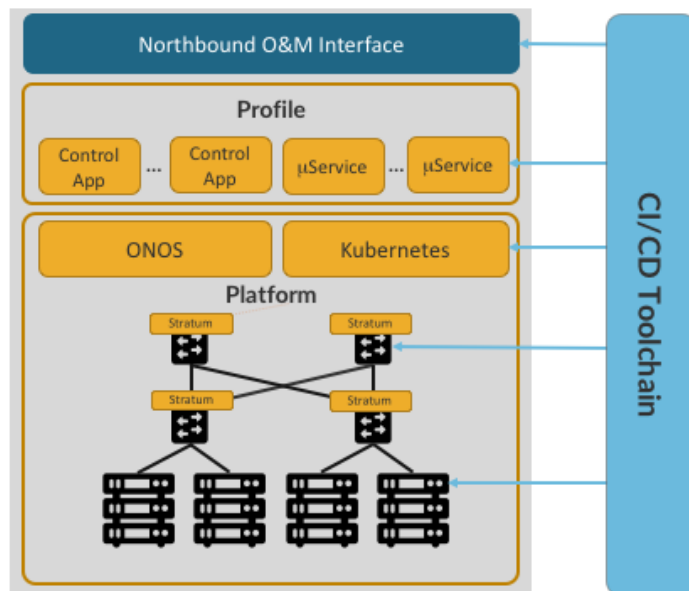 Northbound O&M Interface
Profile
Control
App
...
Control
App
μService
...
μService
ONOS
Kubernetes
Platform
Stratum
Stratum
Stratum
Stratum
CI/CD Toolchain